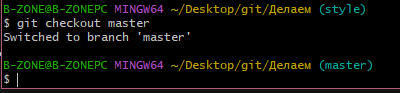 B-ZONE@B-ZONEPC MINGW64 ~/Desktop/git/Делаем (style)
$ git checkout master
Switched to branch 'master'
B-ZONE@B-ZONEPC MINGW64 ~/Desktop/git/Делаем (master)
$